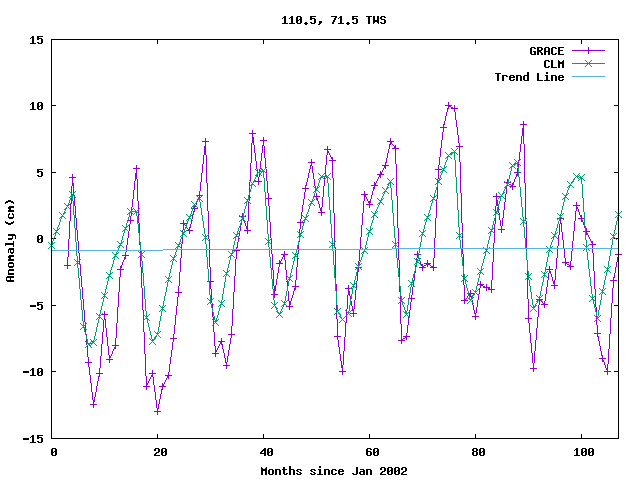 110.5, 71.5 TWS
15
GRACE
CLM
Trend Line
10
5
0
-5
-10
-15
Anomaly (cm)
0 20 40 60 80 100
Months since Jan 2002